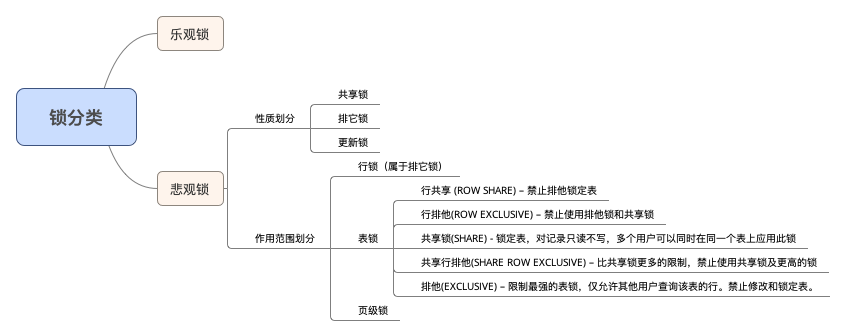 锁分类
乐观锁
悲观锁
性质划分
共享锁
排它锁
更新锁
作用范围划分
行锁（属于排它锁）
表锁
行共享 (ROW SHARE) – 禁止排他锁定表
行排他(ROW EXCLUSIVE) – 禁止使用排他锁和共享锁
共享锁(SHARE) - 锁定表，对记录只读不写，多个用户可以同时在同一个表上应用此锁
共享行排他(SHARE ROW EXCLUSIVE) – 比共享锁更多的限制，禁止使用共享锁及更高的锁
排他(EXCLUSIVE) – 限制最强的表锁，仅允许其他用户查询该表的行。禁止修改和锁定表。
页级锁